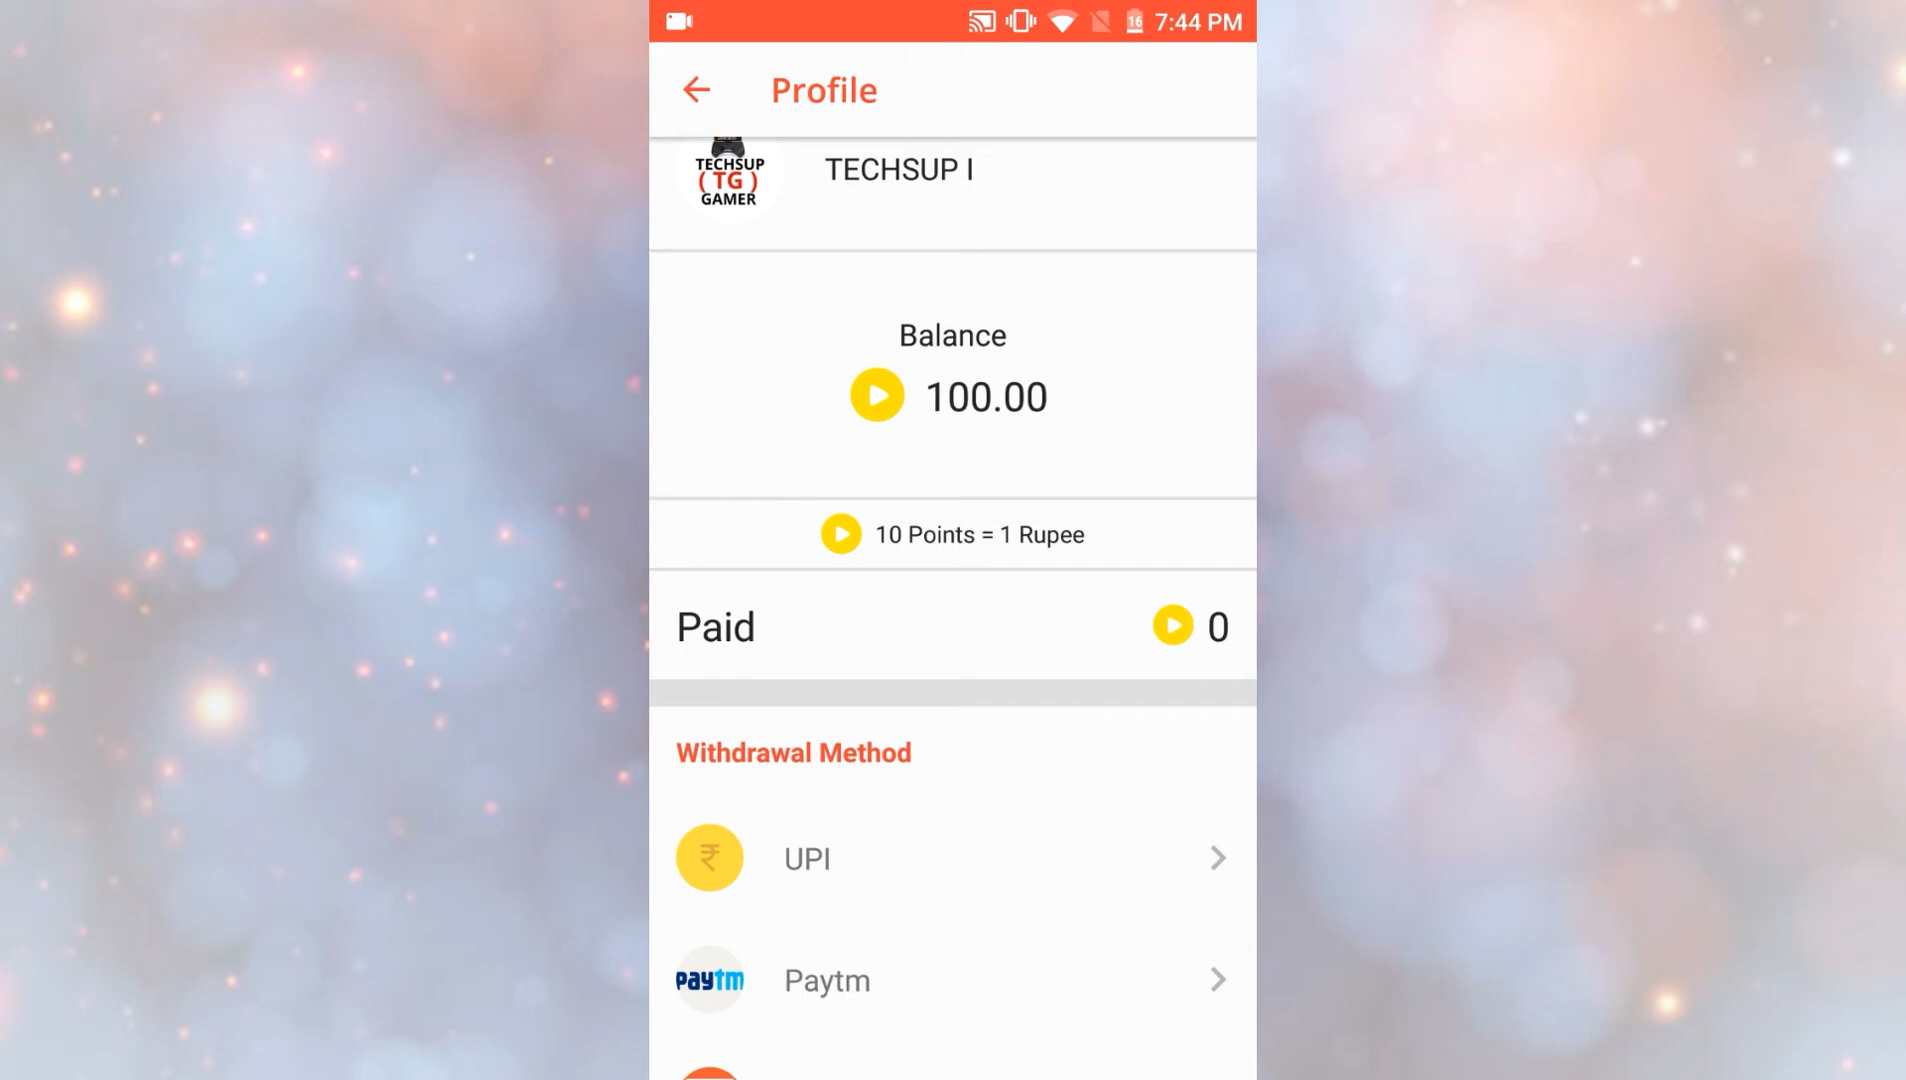 16 7:44 PM
Profile
TECHSUP
( TG )
GAMER
TECHSUP I
Balance
100.00
10 Points = 1 Rupee
Paid
0
Withdrawal Method
₹
UPI
paytm
Paytm